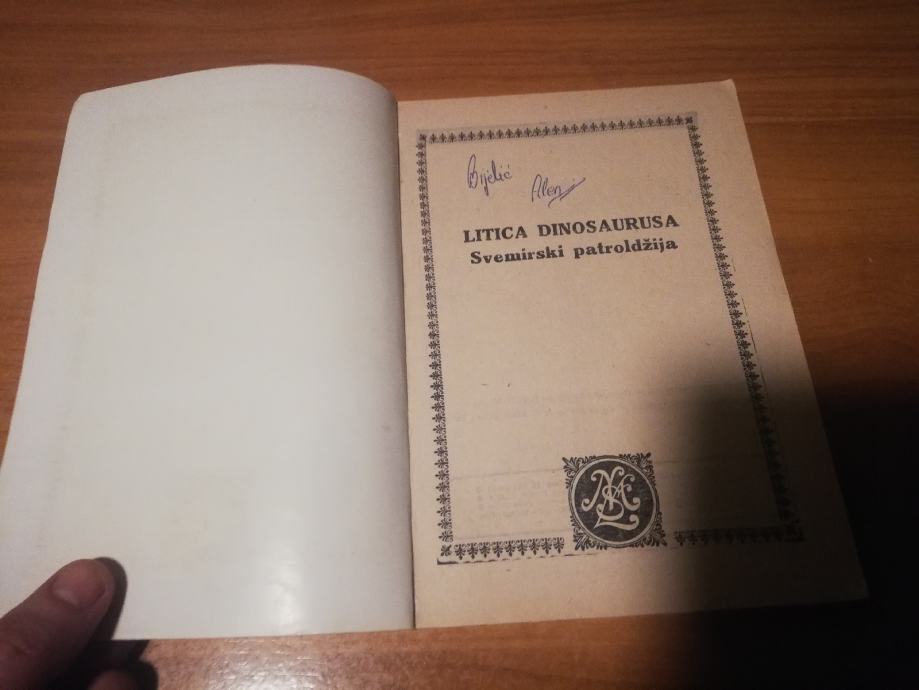 Bijelić
Alen
LITICA DINOSAURUSA
Svemirski patroldžija